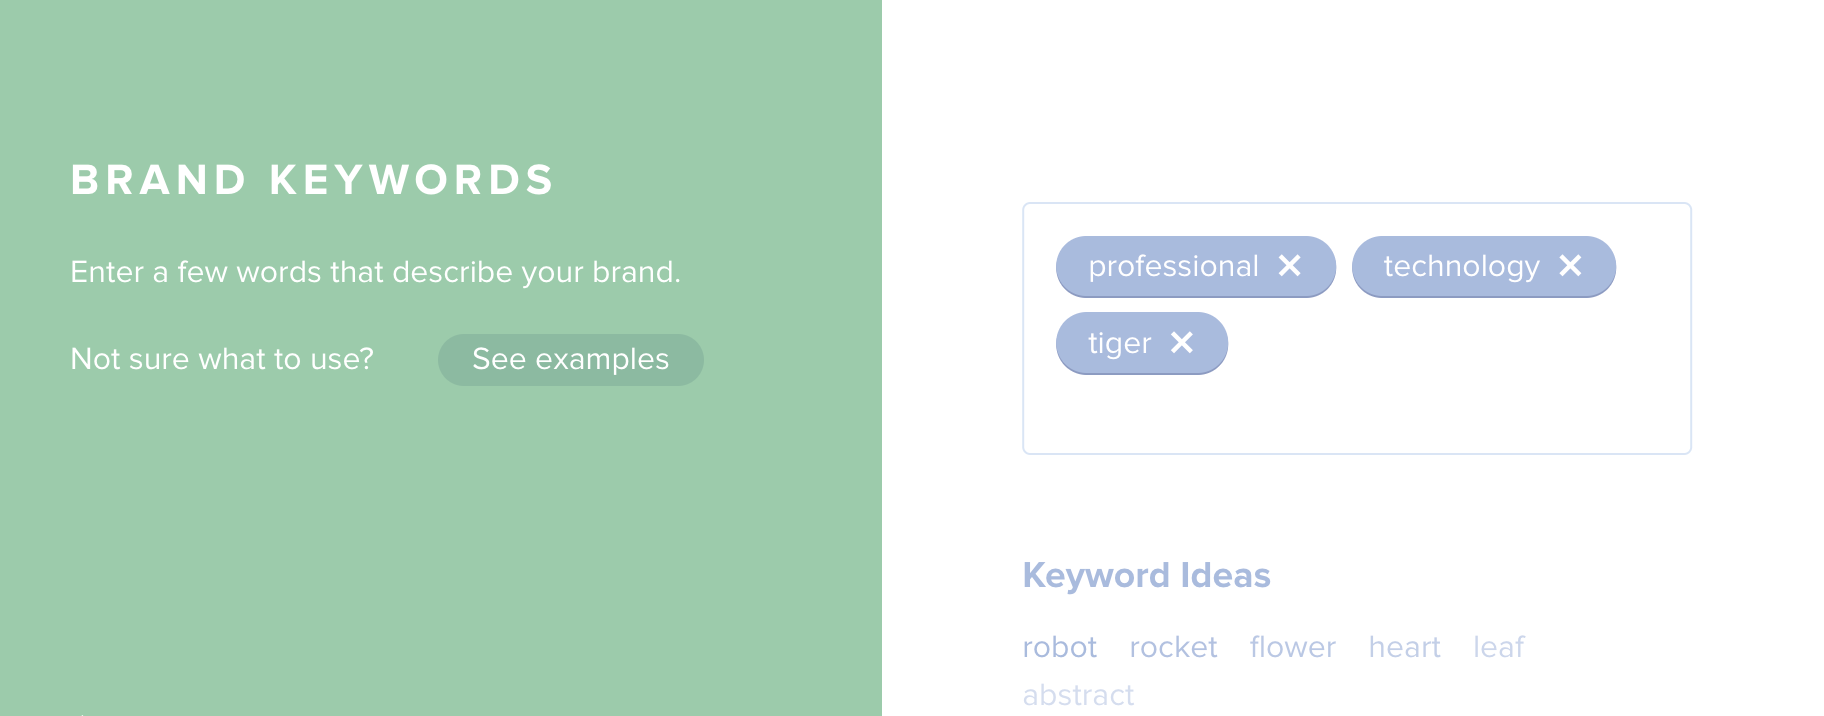 BRAND KEYWORDS
Enter a few words that describe your brand.
Not sure what to use? See examples
professional ✕ technology ✕
tiger ✕
Keyword Ideas
robot rocket flower heart leaf
abstract